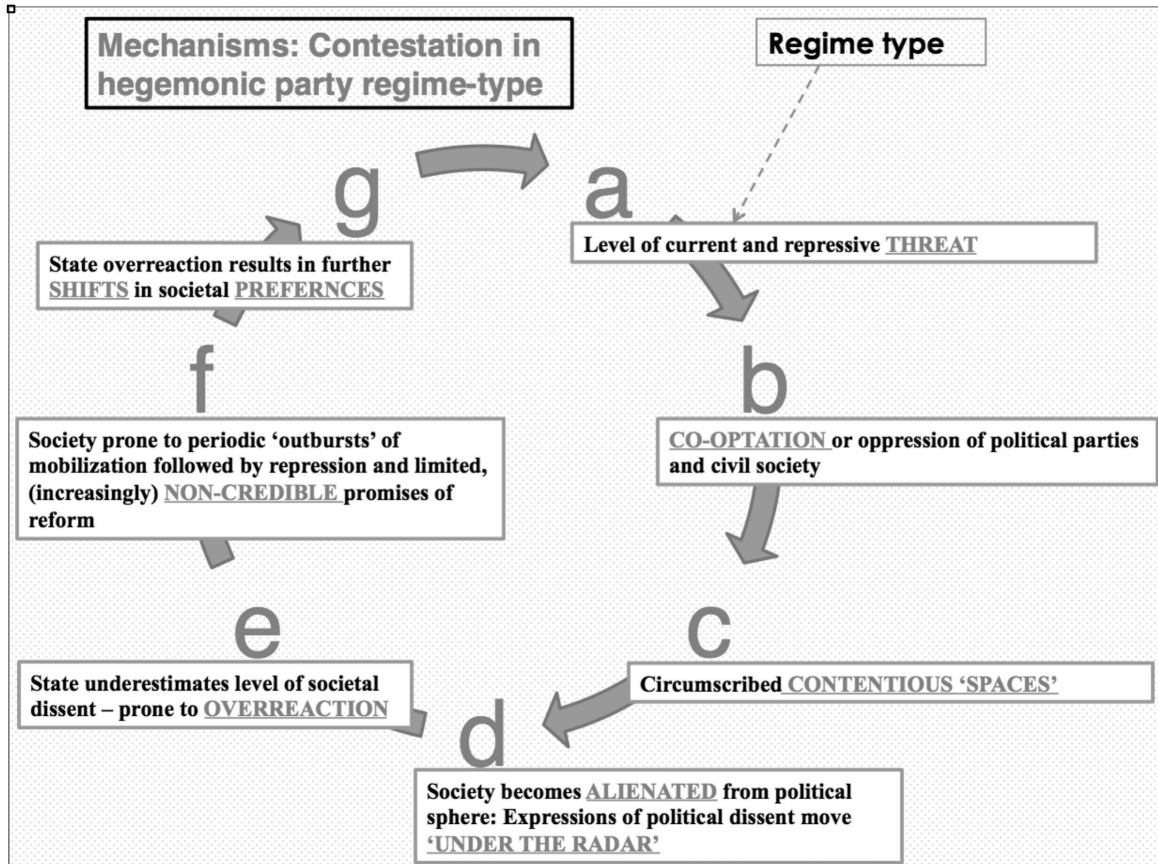 Mechanisms: Contestation in
hegemonic party regime-type
Regime type
a
Level of current and repressive THREAT
b
CO-OPTATION or oppression of political parties
and civil society
c
Circumscribed CONTENTIOUS ‘SPACES’
d
Society becomes ALIENATED from political
sphere: Expressions of political dissent move
‘UNDER THE RADAR’
e
State underestimates level of societal
dissent – prone to OVERREACTION
f
Society prone to periodic ‘outbursts’ of
mobilization followed by repression and limited,
(increasingly) NON-CREDIBLE promises of
reform
g
State overreaction results in further
SHIFTS in societal PREFERNCES